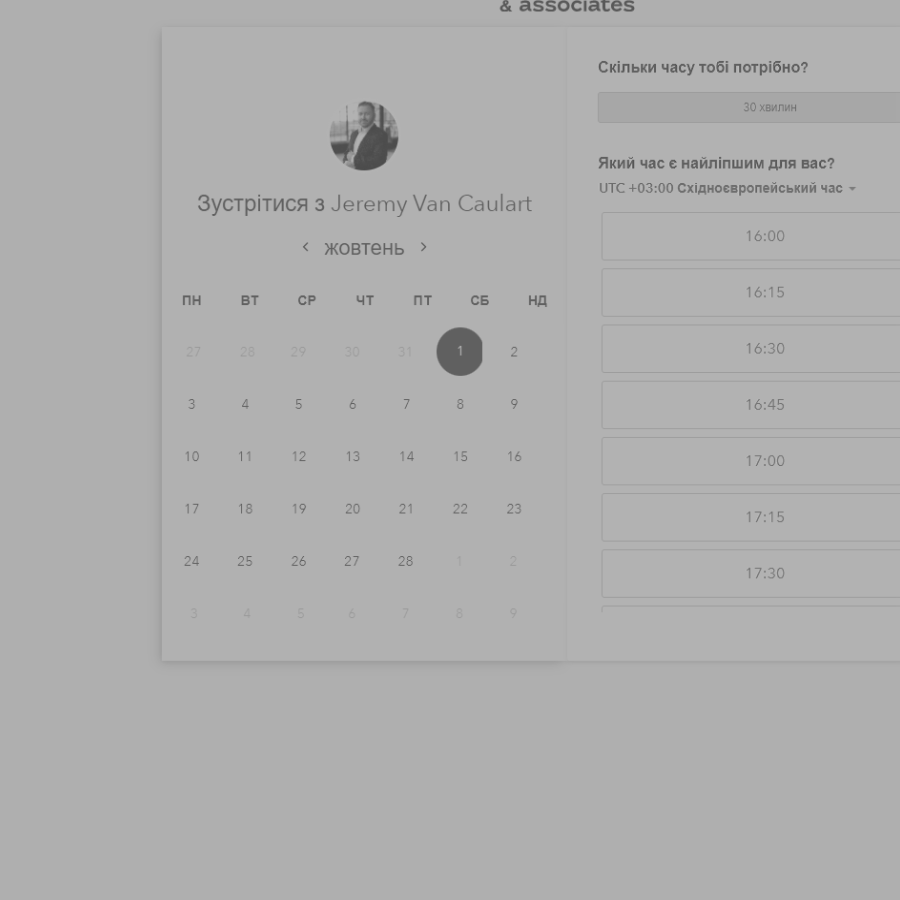 & associates
Зустрітися з Jeremy Van Caulart
жовтень
ПН ВТ СР ЧТ ПТ СБ НД
27 28 29 30 31 1 2
3 4 5 6 7 8 9
10 11 12 13 14 15 16
17 18 19 20 21 22 23
24 25 26 27 28 1 2
3 4 5 6 7 8 9
Скільки часу тобі потрібно?
30 хвилин
Який час є найліпшим для вас?
UTC +03:00 Східноєвропейський час
16:00
16:15
16:30
16:45
17:00
17:15
17:30